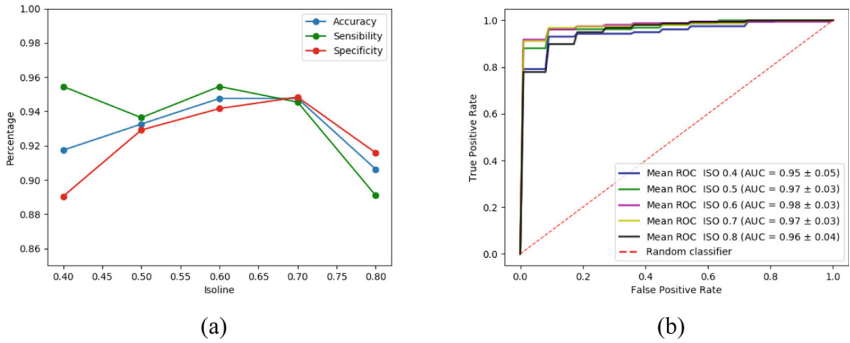 1.00
0.98
0.96
0.94
0.92
0.90
0.88
0.86
Percentage
Accuracy
Sensibility
Specificity
0.40 0.45 0.50 0.55 0.60 0.65 0.70 0.75 0.80
Isoline
(a)
1.0
0.8
0.6
0.4
0.2
0.0
True Positive Rate
Mean ROC ISO 0.4 (AUC = 0.95 ± 0.05)
Mean ROC ISO 0.5 (AUC = 0.97 ± 0.03)
Mean ROC ISO 0.6 (AUC = 0.98 ± 0.03)
Mean ROC ISO 0.7 (AUC = 0.97 ± 0.03)
Mean ROC ISO 0.8 (AUC = 0.96 ± 0.04)
Random classifier
0.0 0.2 0.4 0.6 0.8 1.0
False Positive Rate
(b)